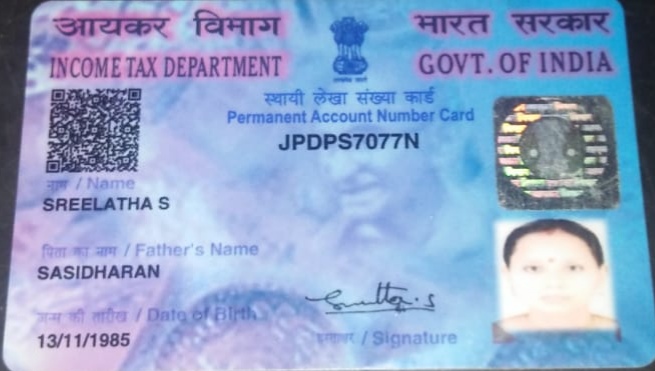 आयकर विभाग
भारत सरकार
INCOME TAX DEPARTMENT
GOVT. OF INDIA
स्थायी लेखा संख्या कार्ड
Permanent Account Number Card
JPDPS7077N
नाम / Name
SREELATHA S
पिता का नाम / Father's Name
SASIDHARAN
जन्म की तारीख / Date of Birth
13/11/1985
हस्ताक्षर / Signature